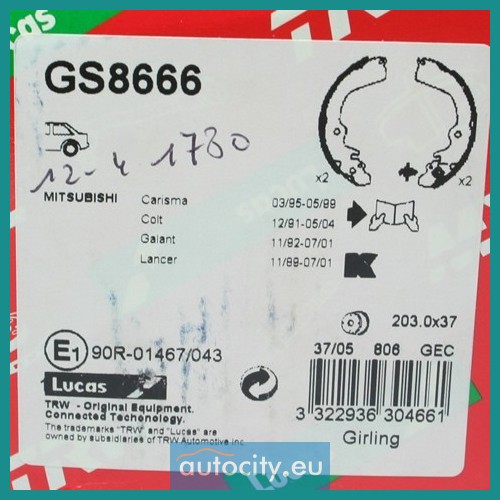 Lucas
TRW
GS8666
12-4 1780
x2 x2
MITSUBISHI Carisma 03/95-05/99
Colt 12/91-05/04
Galant 11/92-07/01
Lancer 11/89-07/01
K
203.0x37
E1 90R-01467/043
37/05 806 GEC
Lucas
TRW - Original Equipment.
Connected Techonology.
The trademarks "TRW" and "Lucas" are
owned by subsidiaries of TRW Automotive Inc
3 322936 304661
Girling
autocity.eu